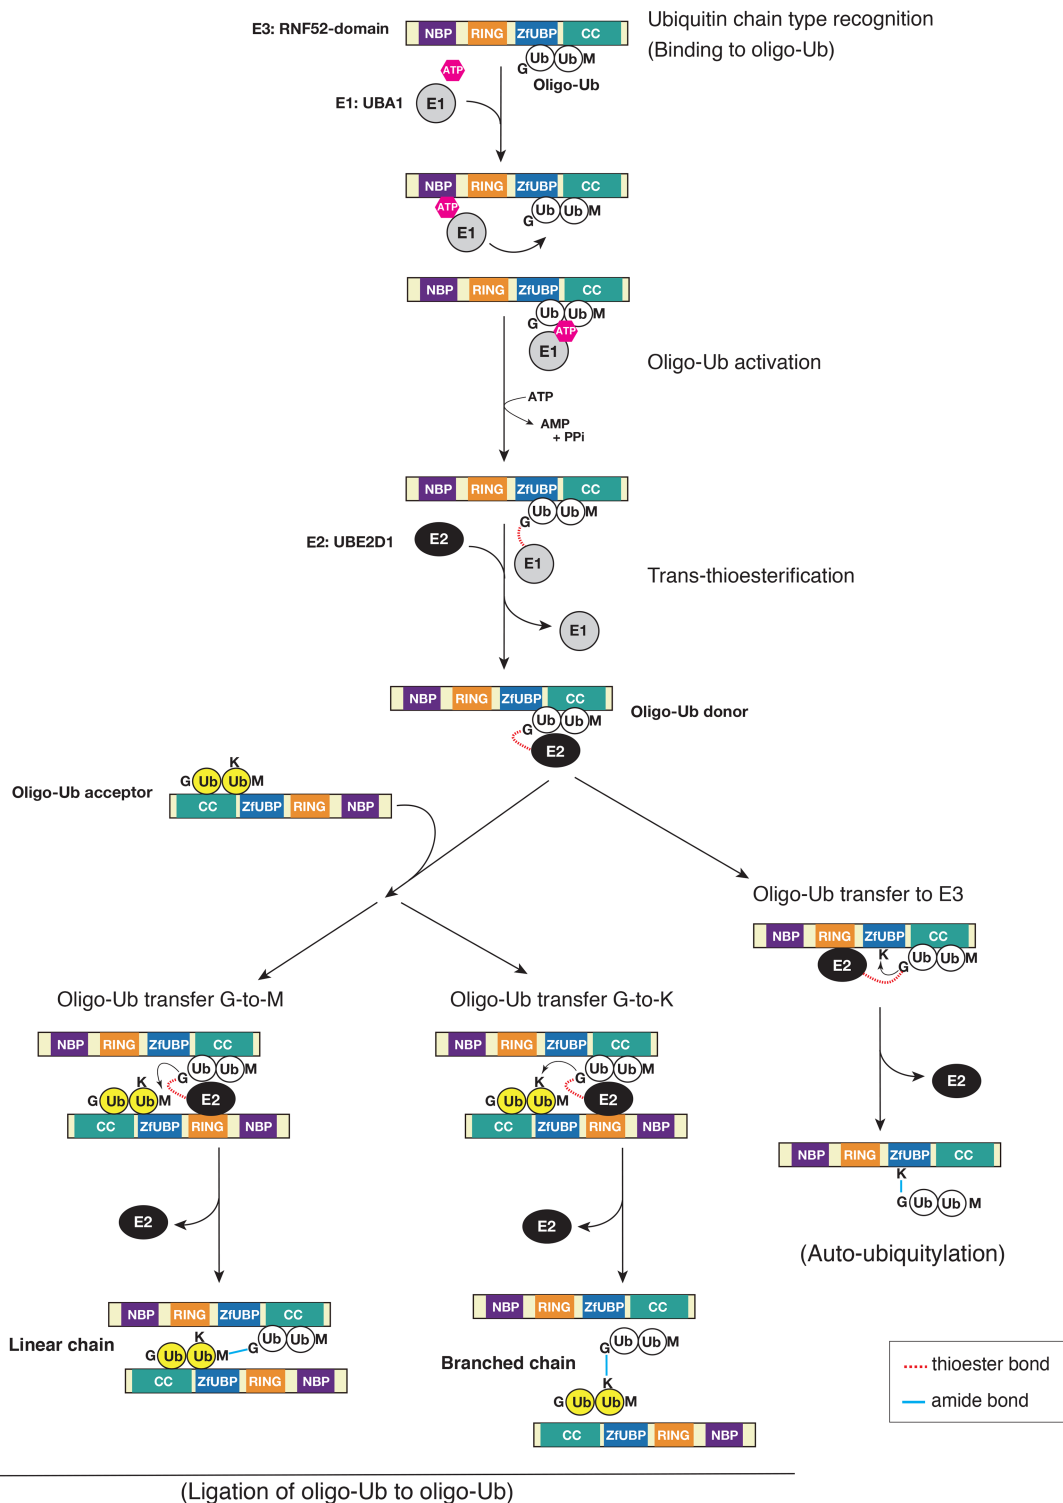 E3: RNF52-domain
NBP RING ZfUBP CC
Ubiquitin chain type recognition
(Binding to oligo-Ub)
G Ub Ub M
Oligo-Ub
ATP
E1: UBA1
E1
NBP RING ZfUBP CC
ATP
G Ub Ub M
E1
NBP RING ZfUBP CC
G Ub Ub M
ATP
E1
Oligo-Ub activation
ATP
AMP
+ PPi
NBP RING ZfUBP CC
G Ub Ub M
E2: UBE2D1
E2
E1
Trans-thioesterification
E1
NBP RING ZfUBP CC
G Ub Ub M
Oligo-Ub donor
E2
K
G Ub Ub M
Oligo-Ub acceptor
CC ZfUBP RING NBP
Oligo-Ub transfer to E3
NBP RING ZfUBP CC
E2 K G Ub Ub M
E2
NBP RING ZfUBP CC
K
G Ub Ub M
(Auto-ubiquitylation)
Oligo-Ub transfer G-to-M
NBP RING ZfUBP CC
G Ub Ub M
K
G Ub Ub M
E2
CC ZfUBP RING NBP
E2
NBP RING ZfUBP CC
Linear chain
K
G Ub Ub M G Ub Ub M
CC ZfUBP RING NBP
Oligo-Ub transfer G-to-K
NBP RING ZfUBP CC
G Ub Ub M
K
G Ub Ub M
E2
CC ZfUBP RING NBP
E2
NBP RING ZfUBP CC
G Ub Ub M
Branched chain
K
G Ub Ub M
CC ZfUBP RING NBP
thioester bond
amide bond
(Ligation of oligo-Ub to oligo-Ub)